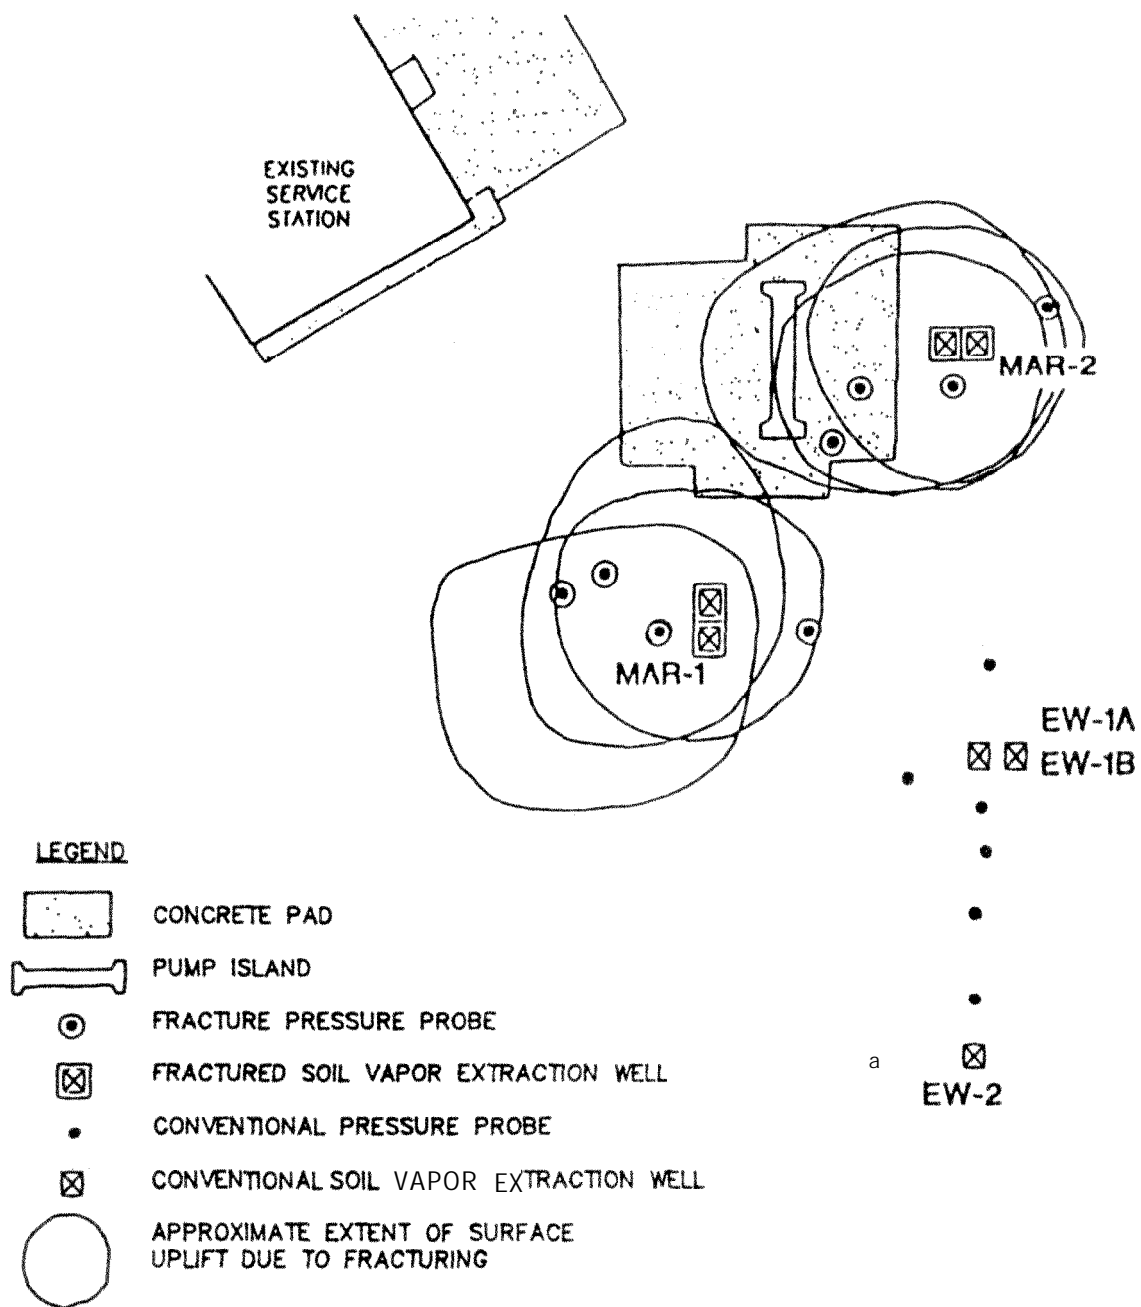 EXISTING
SERVICE
STATION
MAR-2
MAR-1
EW-1A
EW-1B
LEGEND
CONCRETE PAD
PUMP ISLAND
FRACTURE PRESSURE PROBE
a
FRACTURED SOIL VAPOR EXTRACTION WELL
EW-2
CONVENTIONAL PRESSURE PROBE
CONVENTIONAL SOIL VAPOR EXTRACTION WELL
APPROXIMATE EXTENT OF SURFACE
UPLIFT DUE TO FRACTURING